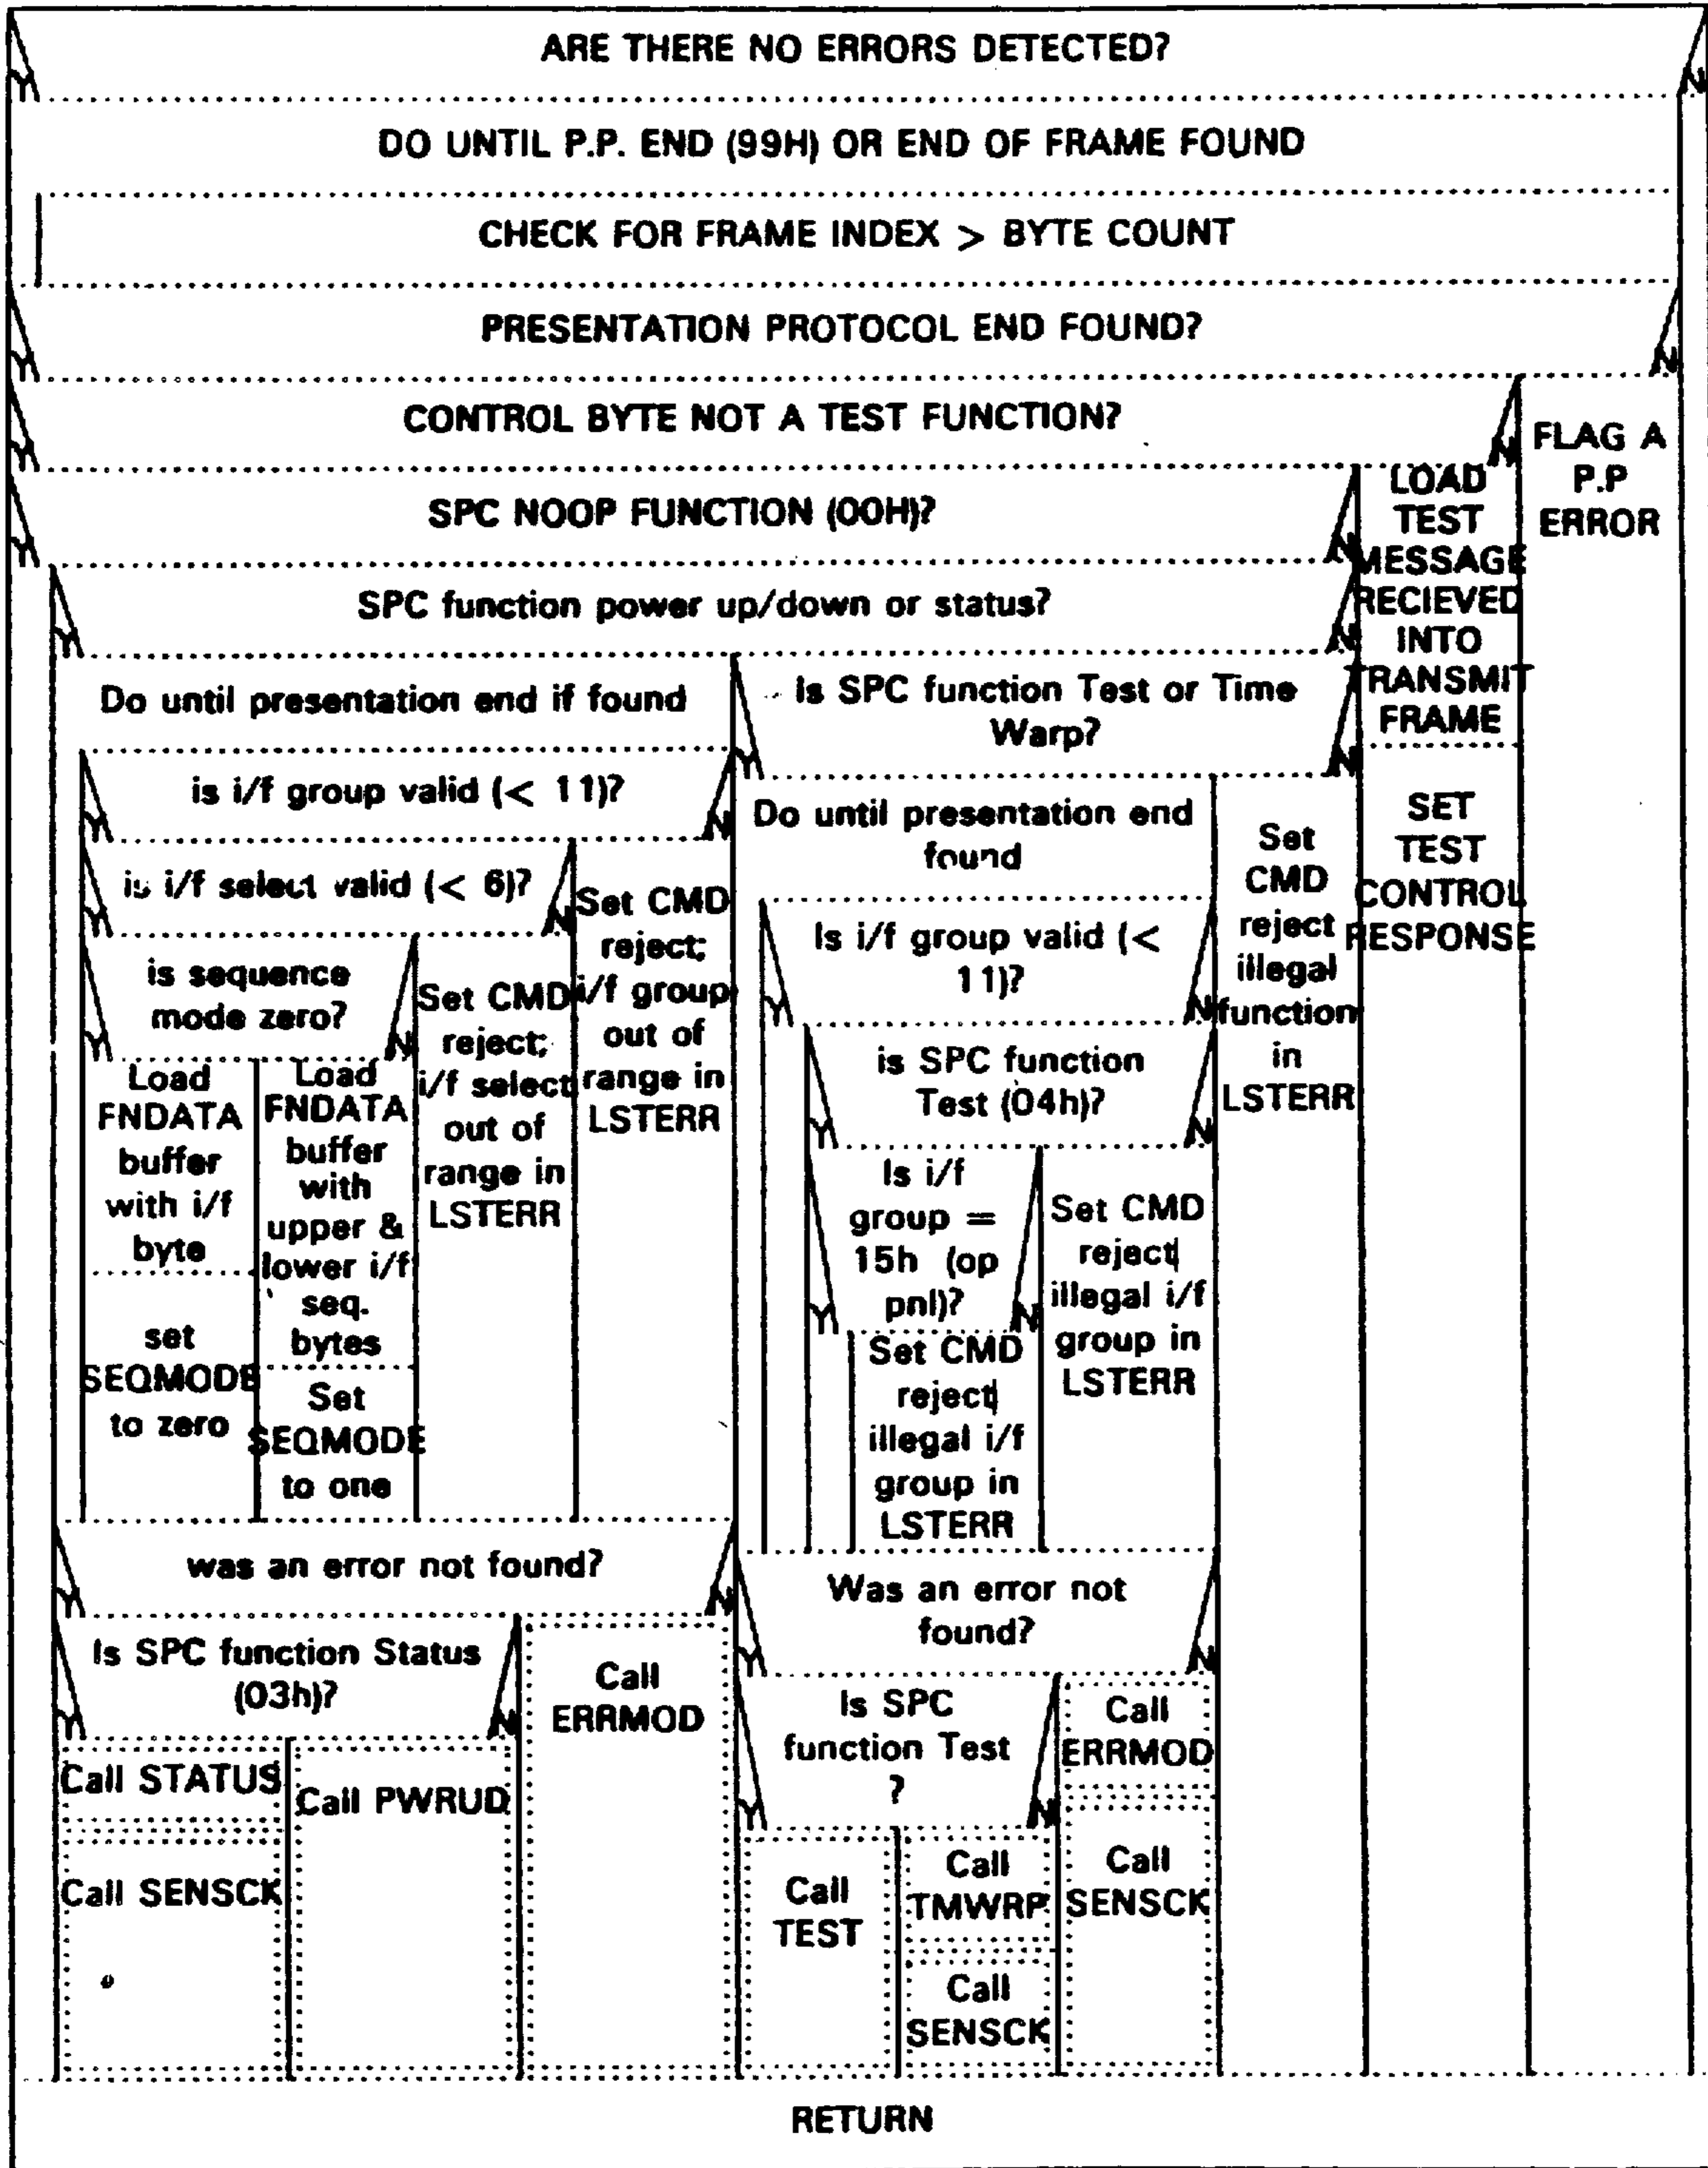 ARE THERE NO ERRORS DETECTED?
Y
N
DO UNTIL P.P. END (99H) OR END OF FRAME FOUND
CHECK FOR FRAME INDEX > BYTE COUNT
PRESENTATION PROTOCOL END FOUND?
Y
N
CONTROL BYTE NOT A TEST FUNCTION?
Y
N
FLAG A
P.P
ERROR
SPC NOOP FUNCTION (00H)?
Y
N
LOAD
TEST
MESSAGE
RECIEVED
INTO
TRANSMIT
FRAME
SET
TEST
CONTROL
RESPONSE
SPC function power up/down or status?
Y
N
Do until presentation end if found
is i/f group valid (< 11)?
Y
N
is i/f select valid (< 6)?
Y
N
Set CMD
reject;
i/f group
out of
range in
LSTERR
is sequence
mode zero?
Y
N
Set CMD
reject;
i/f select
out of
range in
LSTERR
Load
FNDATA
buffer
with i/f
byte
set
SEQMODE
to zero
Load
FNDATA
buffer
with
upper &
lower i/f
seq.
bytes
Set
SEQMODE
to one
was an error not found?
Y
N
Is SPC function Status
(03h)?
Y
N
Call STATUS
Call SENSCK
Call PWRUD
Call
ERRMOD
Is SPC function Test or Time
Warp?
Y
N
Do until presentation end
found
Set
CMD
reject
illegal
function
in
LSTERR
Is i/f group valid (<
11)?
Y
N
is SPC function
Test (04h)?
Y
N
Is i/f
group =
15h (op
pnl)?
Y
N
Set CMD
reject
illegal i/f
group in
LSTERR
Set CMD
reject
illegal i/f
group in
LSTERR
Was an error not
found?
Y
N
Is SPC
function Test
?
Y
N
Call
TEST
Call
TMWRP
Call
SENSCK
Call
ERRMOD
Call
SENSCK
RETURN